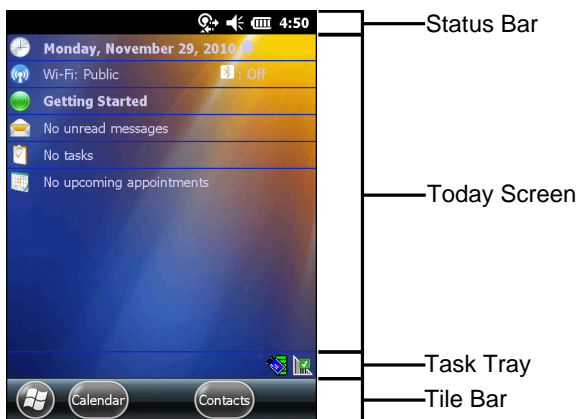 4:50
Status Bar
Monday, November 29, 2010
Wi-Fi: Public : Off
Getting Started
No unread messages
No tasks
No upcoming appointments
Today Screen
Task Tray
Calendar Contacts
Tile Bar